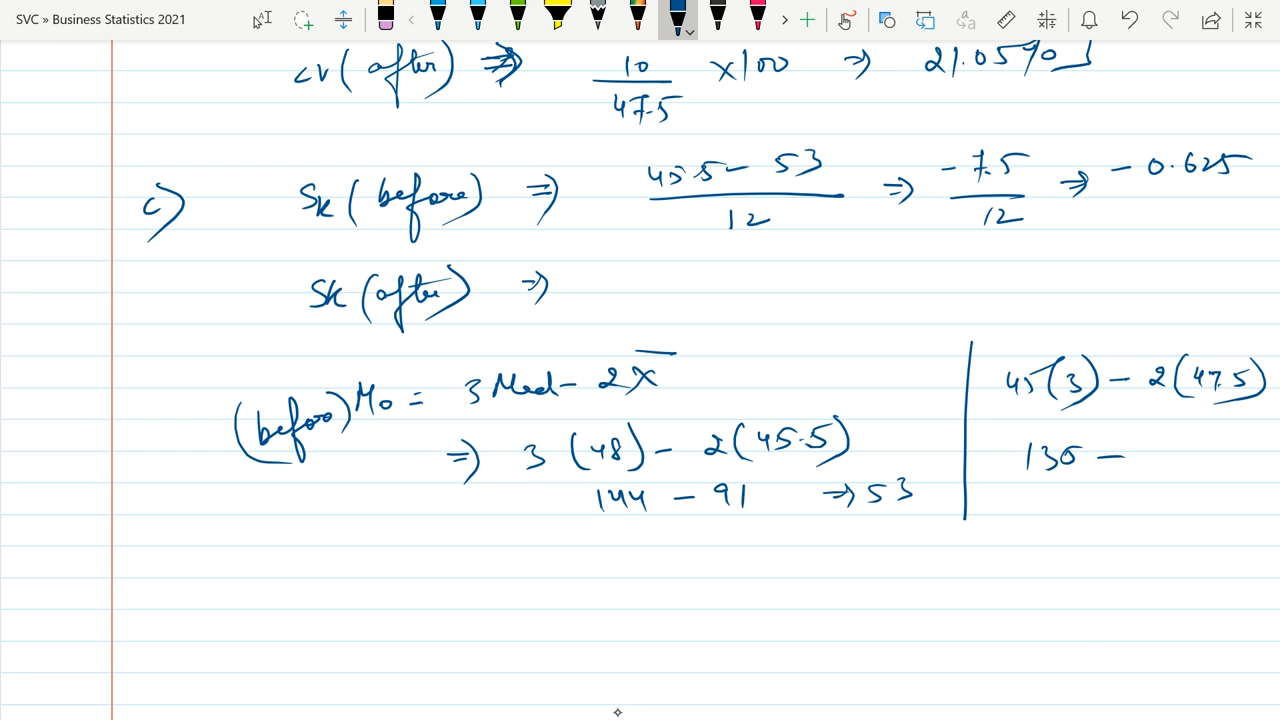 SVC » Business Statistics 2021
CV (after) ⇒ 10 / 47.5 × 100 ⇒ 21.05%
c) Sk (before) ⇒ 45.5 - 53 / 12 ⇒ -7.5 / 12 ⇒ -0.625
Sk (after) ⇒
(before) Mo = 3 Med - 2x̄
⇒ 3 (48) - 2 (45.5)
144 - 91 ⇒ 53
45(3) - 2(47.5)
135 -